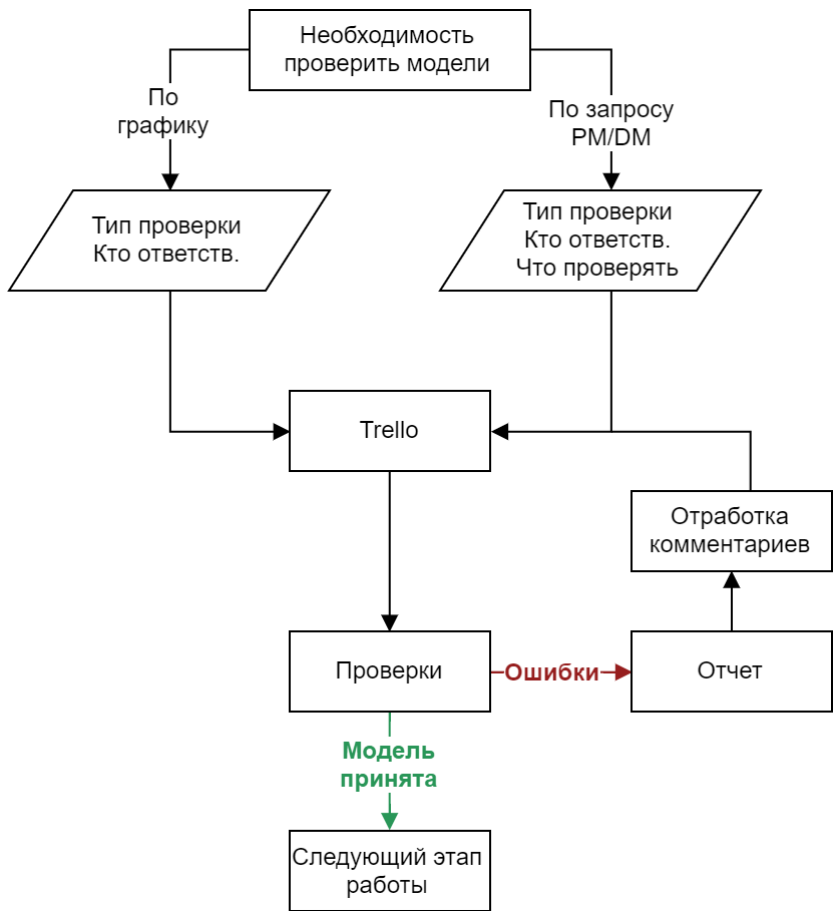 Необходимость
проверить модели
По
графику
По запросу
PM/DM
Тип проверки
Кто ответств.
Тип проверки
Кто ответств.
Что проверять
Trello
Отработка
комментариев
Проверки
Ошибки
Отчет
Модель
принята
Следующий этап
работы